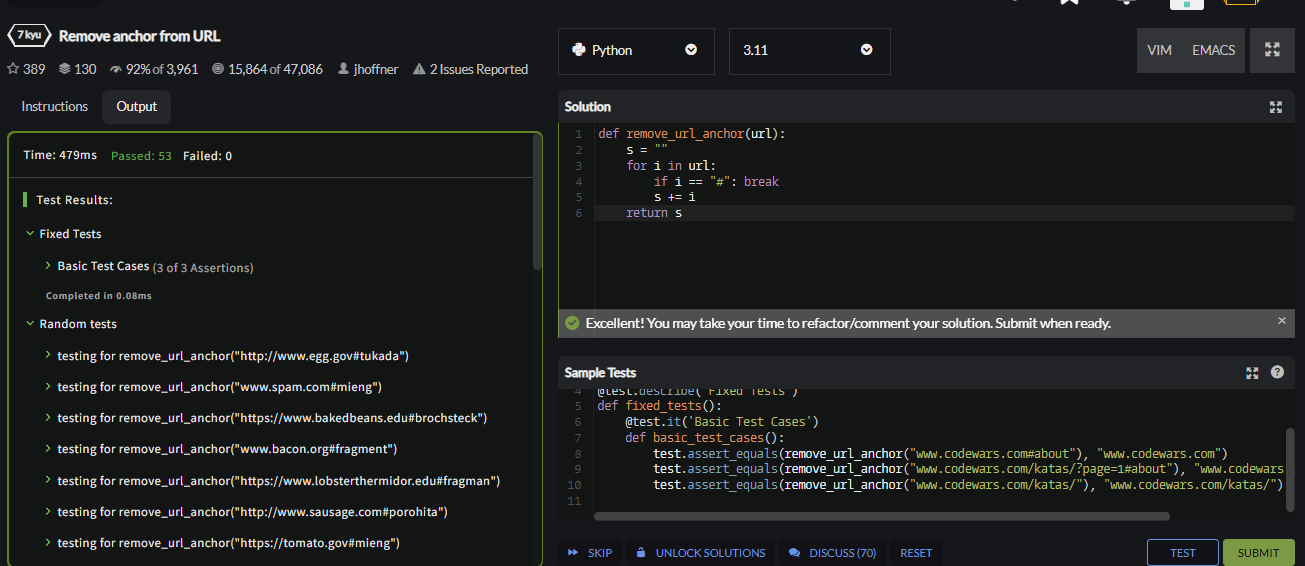 7 kyu Remove anchor from URL
389 130 92% of 3,961 15,864 of 47,086 jhoffner 2 Issues Reported
Instructions Output
Time: 479ms Passed: 53 Failed: 0
Test Results:
Fixed Tests
Basic Test Cases (3 of 3 Assertions)
Completed in 0.08ms
Random tests
testing for remove_url_anchor("http://www.egg.gov#tukada")
testing for remove_url_anchor("www.spam.com#mieng")
testing for remove_url_anchor("https://www.bakedbeans.edu#brochsteck")
testing for remove_url_anchor("www.bacon.org#fragment")
testing for remove_url_anchor("https://www.lobsterthermidor.edu#fragman")
testing for remove_url_anchor("http://www.sausage.com#porohita")
testing for remove_url_anchor("https://tomato.gov#mieng")
Python 3.11 VIM EMACS
Solution
1 def remove_url_anchor(url):
2 s = ""
3 for i in url:
4 if i == "#": break
5 s += i
6 return s
Excellent! You may take your time to refactor/comment your solution. Submit when ready.
Sample Tests
4 @test.describe('Fixed Tests')
5 def fixed_tests():
6 @test.it('Basic Test Cases')
7 def basic_test_cases():
8 test.assert_equals(remove_url_anchor("www.codewars.com#about"), "www.codewars.com")
9 test.assert_equals(remove_url_anchor("www.codewars.com/katas/?page=1#about"), "www.codewars
10 test.assert_equals(remove_url_anchor("www.codewars.com/katas/"), "www.codewars.com/katas/")
11
SKIP UNLOCK SOLUTIONS DISCUSS (70) RESET TEST SUBMIT